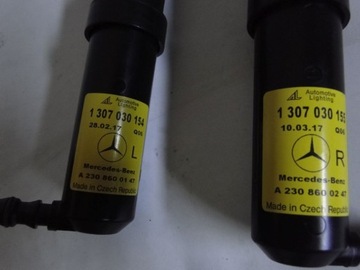 Automotive
Lighting
1 307 030 154
28.02.17
L
Mercedes-Benz
A 230 860 01 47
Made in Czech Republic
Automotive
Lighting
1 307 030 155
10.03.17
R
Mercedes-Benz
A 230 860 02 47
Made in Czech Republic